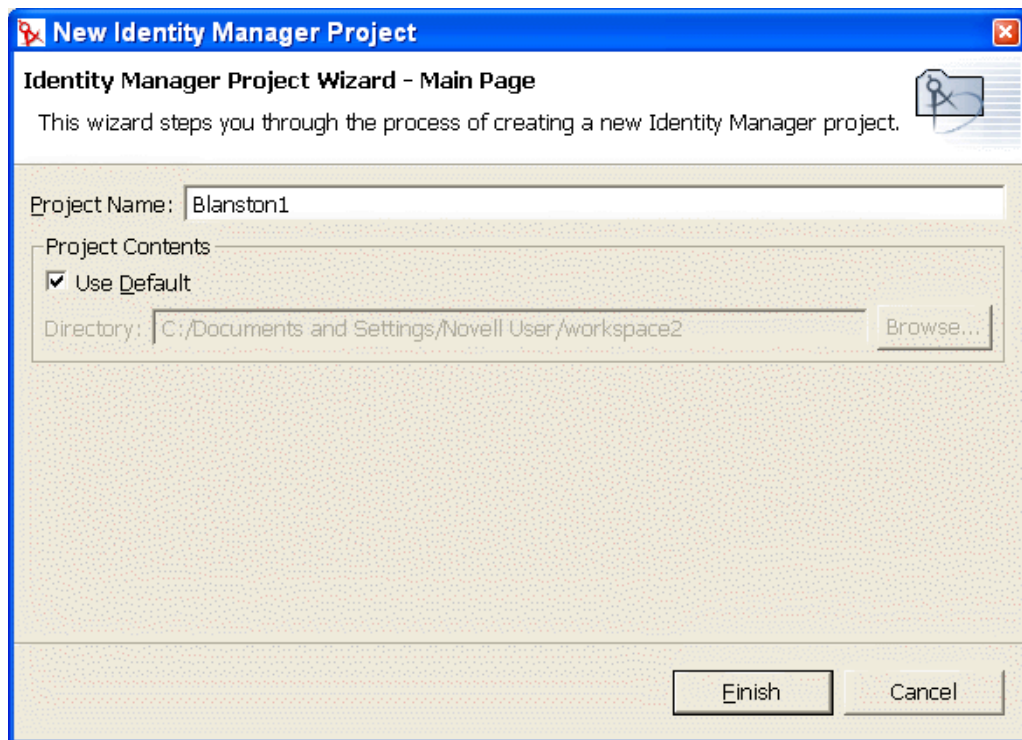 New Identity Manager Project
Identity Manager Project Wizard - Main Page
This wizard steps you through the process of creating a new Identity Manager project.
Project Name: Blanston1
Project Contents
Use Default
Directory: C:/Documents and Settings/Novell User/workspace2 Browse...
Finish Cancel